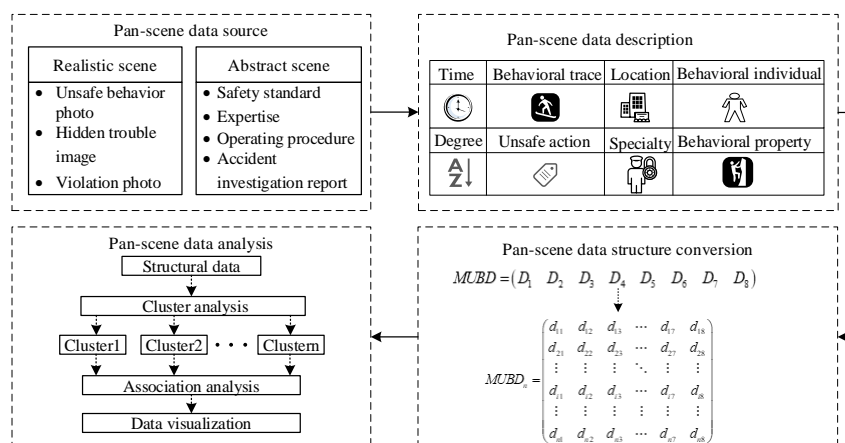 Pan-scene data source
Realistic scene
• Unsafe behavior
photo
• Hidden trouble
image
• Violation photo
Abstract scene
• Safety standard
• Expertise
• Operating procedure
• Accident
investigation report
Pan-scene data description
Time Behavioral trace Location Behavioral individual
Degree Unsafe action Specialty Behavioral property
A
Z
Pan-scene data analysis
Structural data
Cluster analysis
Cluster1 Cluster2 · · · Clustern
Association analysis
Data visualization
Pan-scene data structure conversion
MUBD=(D₁ D₂ D₃ D₄ D₅ D₆ D₇ D₈)
MUBDₙ=
d₁₁ d₁₂ d₁₃ ⋯ d₁₇ d₁₈
d₂₁ d₂₂ d₂₃ ⋯ d₂₇ d₂₈
⋮ ⋮ ⋮ ⋱ ⋮ ⋮
dᵢ₁ dᵢ₂ dᵢ₃ ⋯ dᵢ₇ dᵢ₈
⋮ ⋮ ⋮ ⋮ ⋮ ⋮
dₙ₁ dₙ₂ dₙ₃ ⋯ dₙ₇ dₙ₈